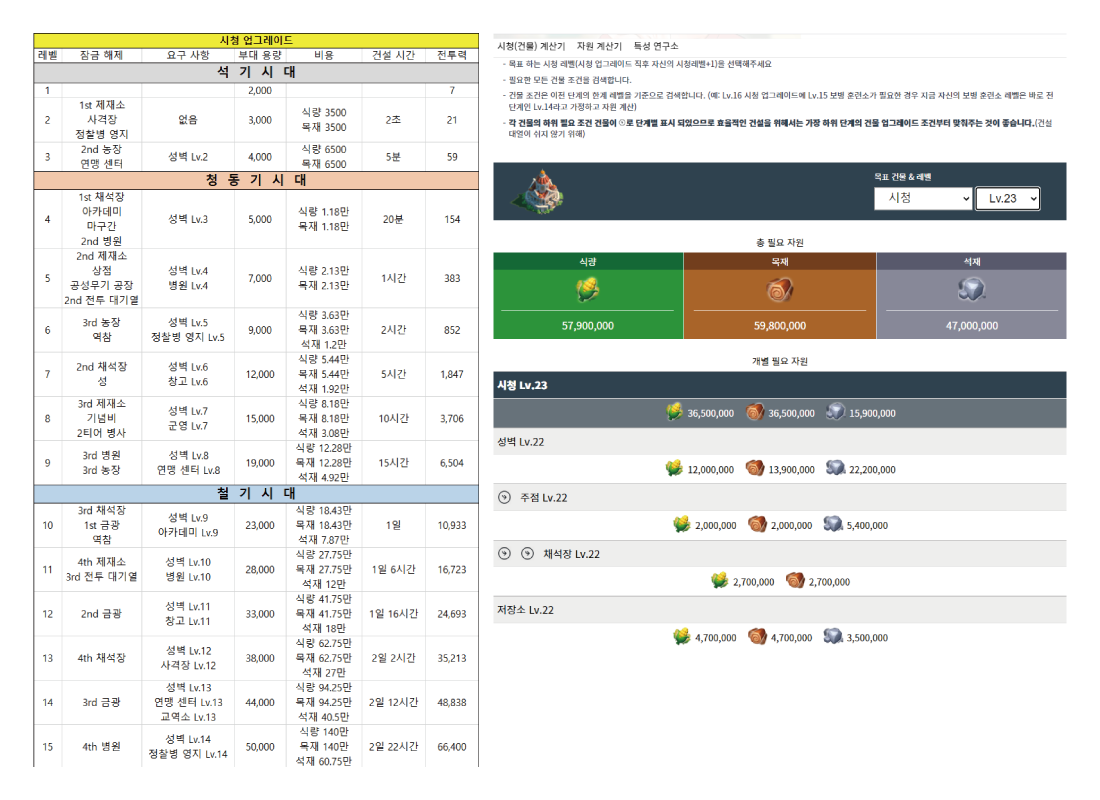 시청 업그레이드
레벨 잠금 해제 요구 사항 부대 용량 비용 건설 시간 전투력
석 기 시 대
1 2,000 7
2 1st 제재소 사격장 정찰병 영지 없음 3,000 식량 3500 목재 3500 2초 21
3 2nd 농장 연맹 센터 성벽 Lv.2 4,000 식량 6500 목재 6500 5분 59
청 동 기 시 대
4 1st 채석장 아카데미 마구간 2nd 병원 성벽 Lv.3 5,000 식량 1.18만 목재 1.18만 20분 154
5 2nd 제재소 상점 공성무기 공장 2nd 전투 대기열 성벽 Lv.4 병원 Lv.4 7,000 식량 2.13만 목재 2.13만 1시간 383
6 3rd 농장 역참 성벽 Lv.5 정찰병 영지 Lv.5 9,000 식량 3.63만 목재 3.63만 석재 1.2만 2시간 852
7 2nd 채석장 성 성벽 Lv.6 창고 Lv.6 12,000 식량 5.44만 목재 5.44만 석재 1.92만 5시간 1,847
8 3rd 제재소 기념비 2티어 병사 성벽 Lv.7 군영 Lv.7 15,000 식량 8.18만 목재 8.18만 석재 3.08만 10시간 3,706
9 3rd 병원 3rd 농장 성벽 Lv.8 연맹 센터 Lv.8 19,000 식량 12.28만 목재 12.28만 석재 4.92만 15시간 6,504
철 기 시 대
10 3rd 채석장 1st 금광 역참 성벽 Lv.9 아카데미 Lv.9 23,000 식량 18.43만 목재 18.43만 석재 7.87만 1일 10,933
11 4th 제재소 3rd 전투 대기열 성벽 Lv.10 병원 Lv.10 28,000 식량 27.75만 목재 27.75만 석재 12만 1일 6시간 16,723
12 2nd 금광 성벽 Lv.11 창고 Lv.11 33,000 식량 41.75만 목재 41.75만 석재 18만 1일 16시간 24,693
13 4th 채석장 성벽 Lv.12 사격장 Lv.12 38,000 식량 62.75만 목재 62.75만 석재 27만 2일 2시간 35,213
14 3rd 금광 성벽 Lv.13 연맹 센터 Lv.13 교역소 Lv.13 44,000 식량 94.25만 목재 94.25만 석재 40.5만 2일 12시간 48,838
15 4th 병원 성벽 Lv.14 정찰병 영지 Lv.14 50,000 식량 140만 목재 140만 석재 60.75만 2일 22시간 66,400
시청(건물) 계산기 자원 계산기 특성 연구소
- 목표 하는 시청 레벨(시청 업그레이드 직후 자신의 시청레벨+1)을 선택해주세요
- 필요한 모든 건물 조건을 검색합니다.
- 건물 조건은 이전 단계의 한계 레벨을 기준으로 검색합니다. (예: Lv.16 시청 업그레이드에 Lv.15 보병 훈련소가 필요한 경우 지금 자신의 보병 훈련소 레벨은 바로 전
단계인 Lv.14라고 가정하고 자원 계산)
- 각 건물의 하위 필요 조건 건물이 ⊙로 단계별 표시 되었으므로 효율적인 건설을 위해서는 가장 하위 단계의 건물 업그레이드 조건부터 맞춰주는 것이 좋습니다.(건설
대열이 쉬지 않기 위해)
목표 건물 & 레벨
시청 Lv.23
총 필요 자원
식량 목재 석재
57,900,000 59,800,000 47,000,000
개별 필요 자원
시청 Lv.23
36,500,000 36,500,000 15,900,000
성벽 Lv.22
12,000,000 13,900,000 22,200,000
주점 Lv.22
2,000,000 2,000,000 5,400,000
채석장 Lv.22
2,700,000 2,700,000
저장소 Lv.22
4,700,000 4,700,000 3,500,000